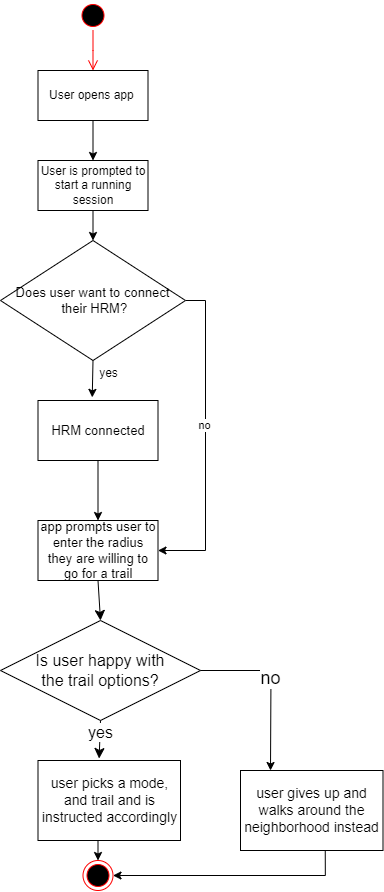 User opens app
User is prompted to
start a running
session
Does user want to connect
their HRM?
yes
HRM connected
no
app prompts user to
enter the radius
they are willing to
go for a trail
Is user happy with
the trail options?
no
yes
user picks a mode,
and trail and is
instructed accordingly
user gives up and
walks around the
neighborhood instead